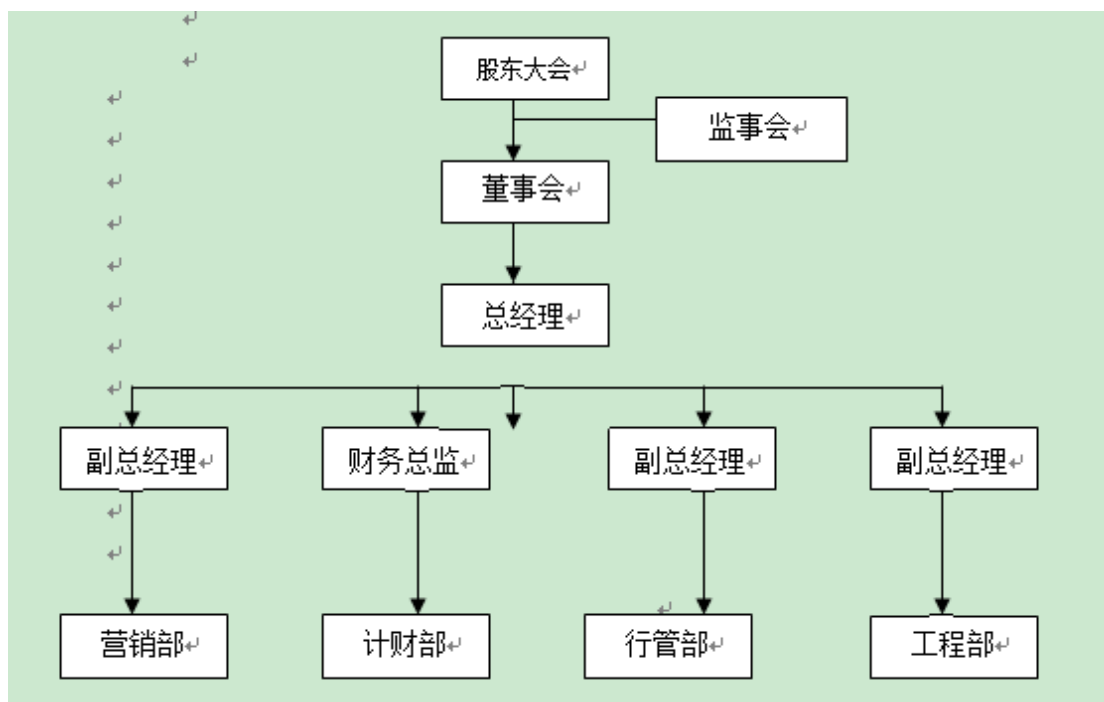 股东大会
监事会
董事会
总经理
副总经理
财务总监
副总经理
副总经理
营销部
计财部
行管部
工程部